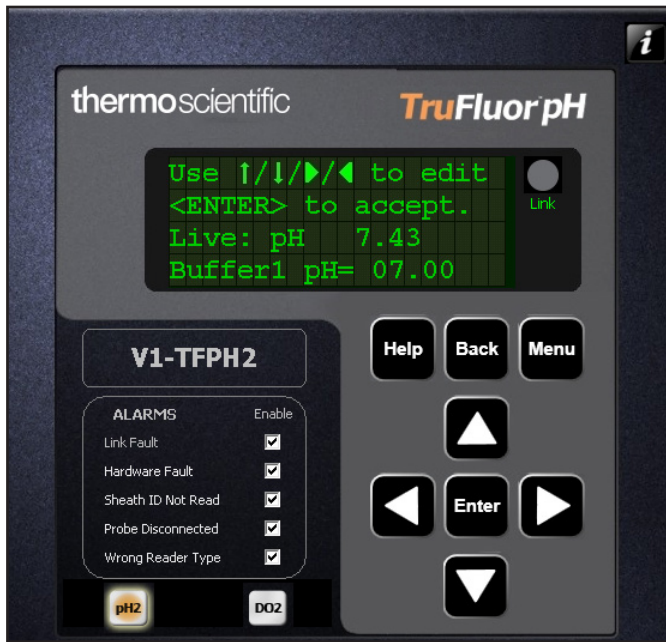 i
thermoscientific
TruFluor pH
Use ↑/↓/▶/◀ to edit
<ENTER> to accept.
Live: pH   7.43
Buffer1 pH= 07.00
Link
V1-TFPH2
Help Back Menu
ALARMS Enable
Link Fault
Hardware Fault
Sheath ID Not Read
Probe Disconnected
Wrong Reader Type
Enter
pH2 DO2